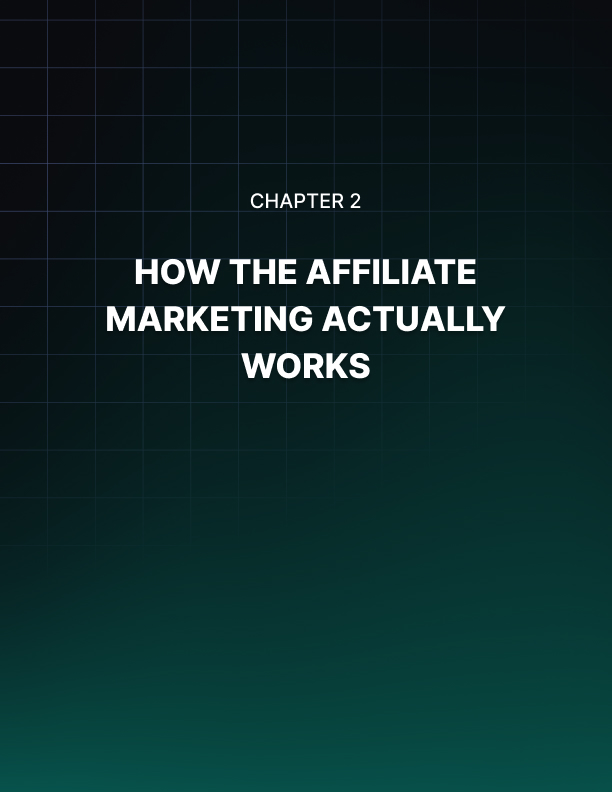 CHAPTER 2
HOW THE AFFILIATE
MARKETING ACTUALLY
WORKS